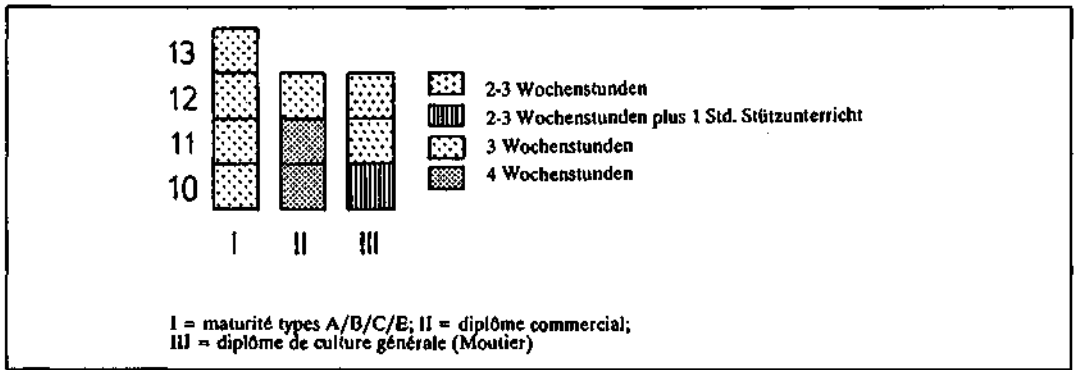 13
12
11
10
I II III
2-3 Wochenstunden
2-3 Wochenstunden plus 1 Std. Stützunterricht
3 Wochenstunden
4 Wochenstunden
I = maturité types A/B/C/E; II = diplôme commercial;
III = diplôme de culture générale (Moutier)